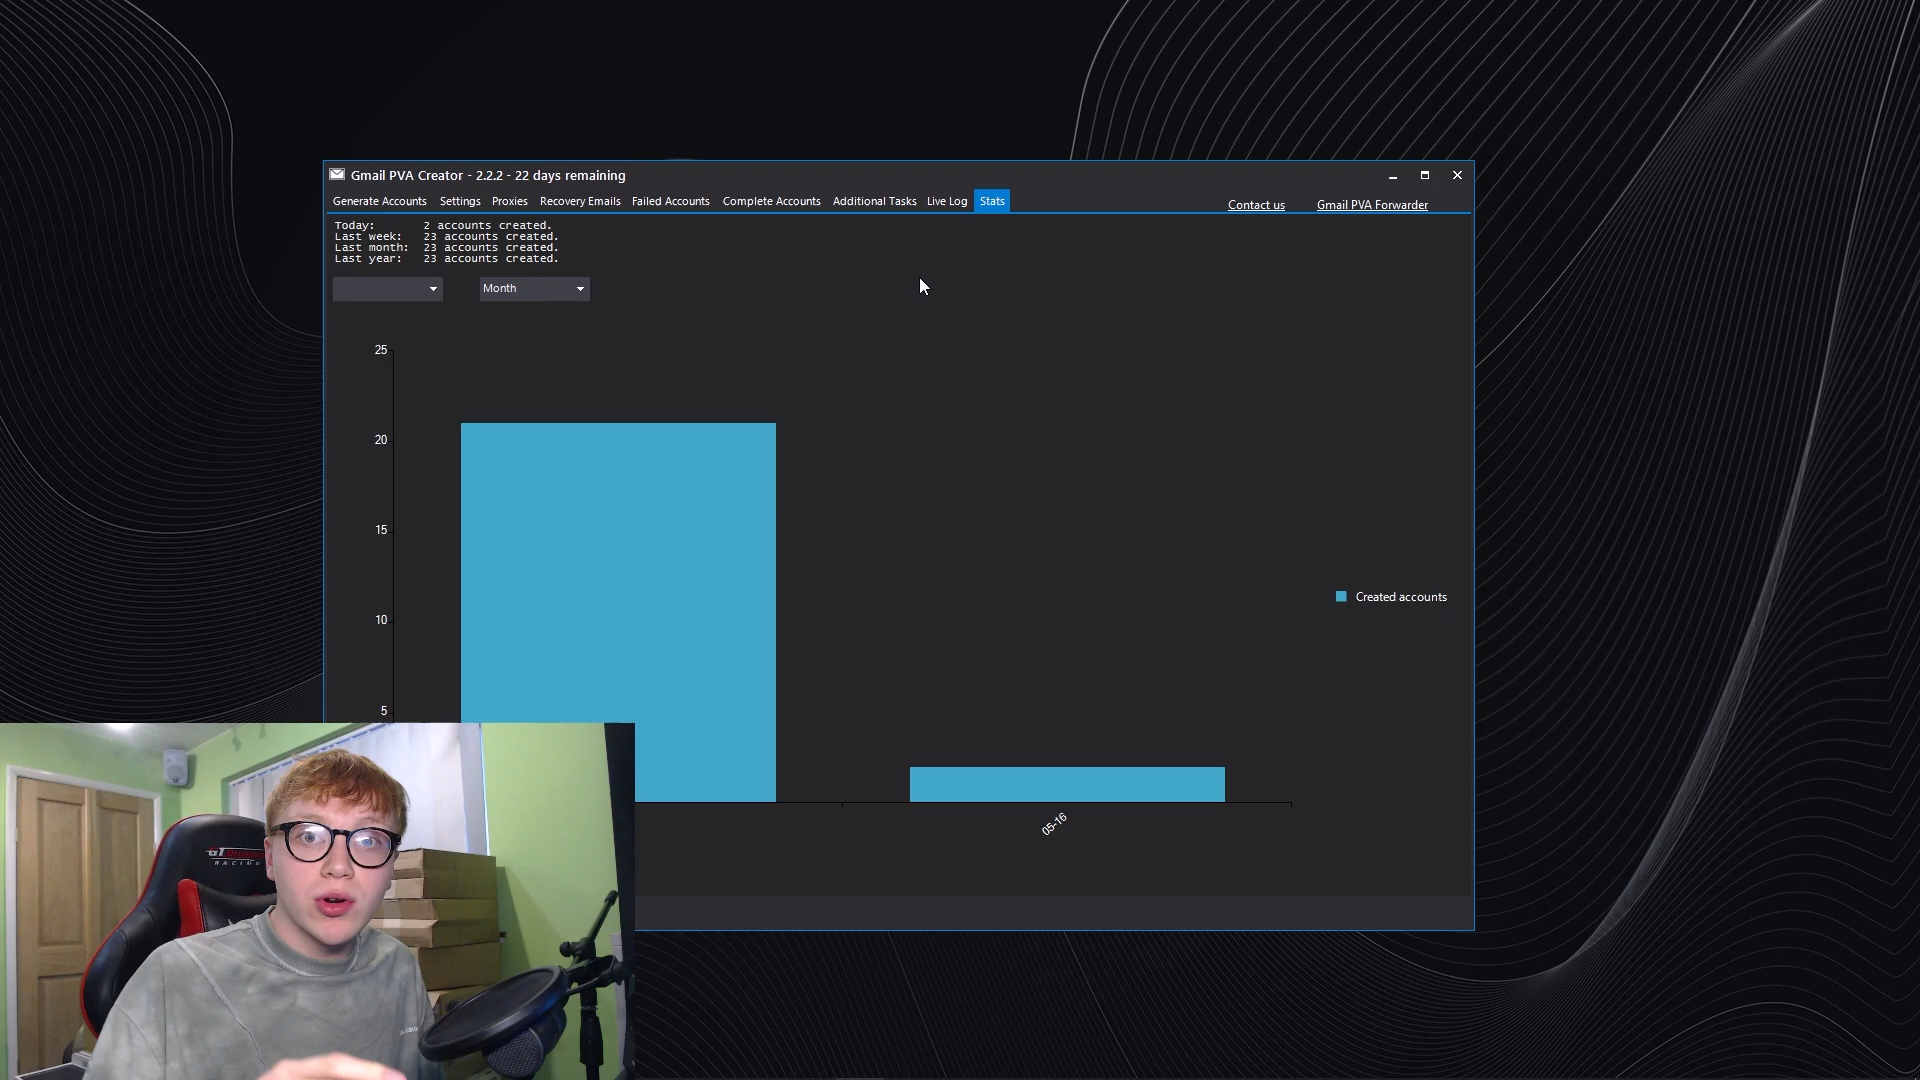 Gmail PVA Creator - 2.2.2 - 22 days remaining
Generate Accounts Settings Proxies Recovery Emails Failed Accounts Complete Accounts Additional Tasks Live Log Stats Contact us Gmail PVA Forwarder
Today: 2 accounts created.
Last week: 23 accounts created.
Last month: 23 accounts created.
Last year: 23 accounts created.
Month
25
20
15
10
5
Created accounts
05-16
RACING